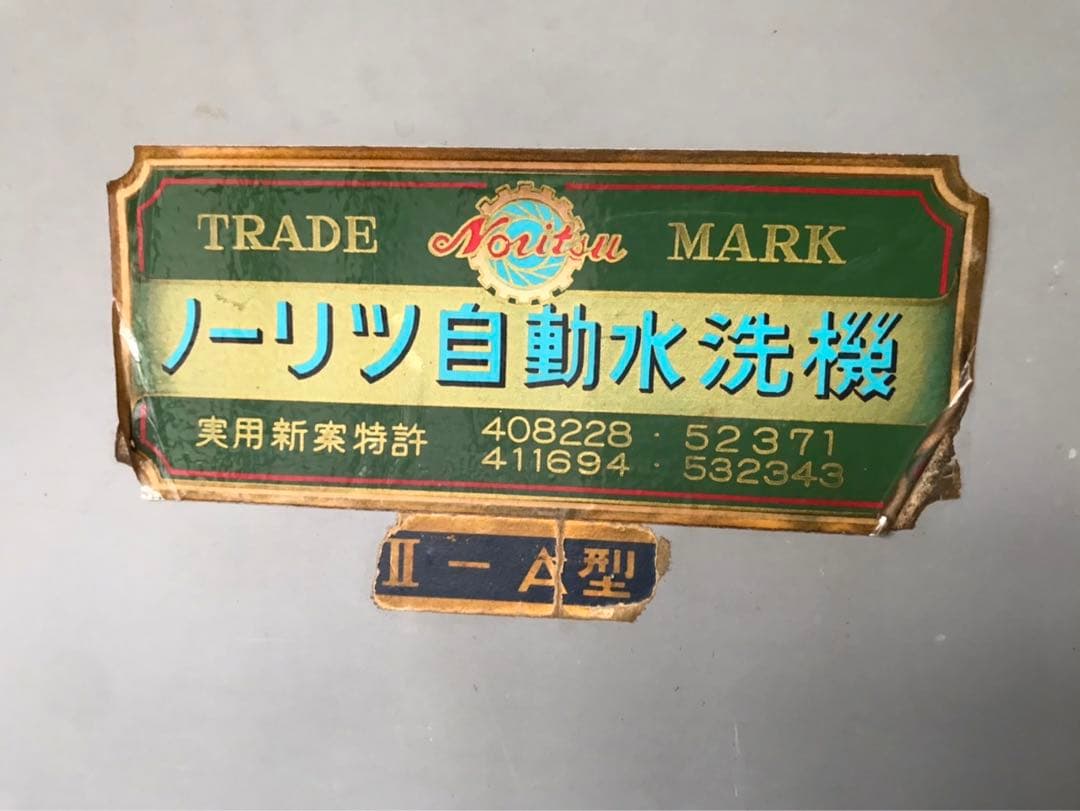 TRADE Noritsu MARK
ノーリツ自動水洗機
実用新案特許 408228・52371
411694・532343
Ⅱ－A型